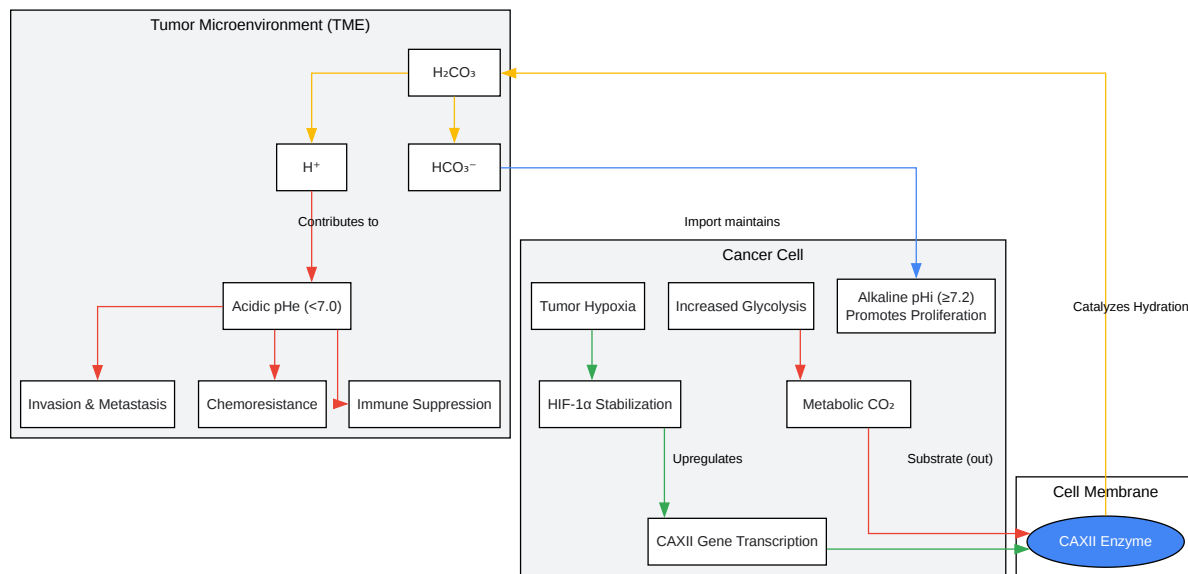 Tumor Microenvironment (TME)
H₂CO₃
H⁺
HCO₃⁻
Contributes to
Import maintains
Cancer Cell
Acidic pHe (<7.0)
Tumor Hypoxia
Increased Glycolysis
Alkaline pHi (≥7.2)
Promotes Proliferation
Catalyzes Hydration
Invasion & Metastasis
Chemoresistance
Immune Suppression
HIF-1α Stabilization
Metabolic CO₂
Upregulates
Substrate (out)
Cell Membrane
CAXII Gene Transcription
CAXII Enzyme